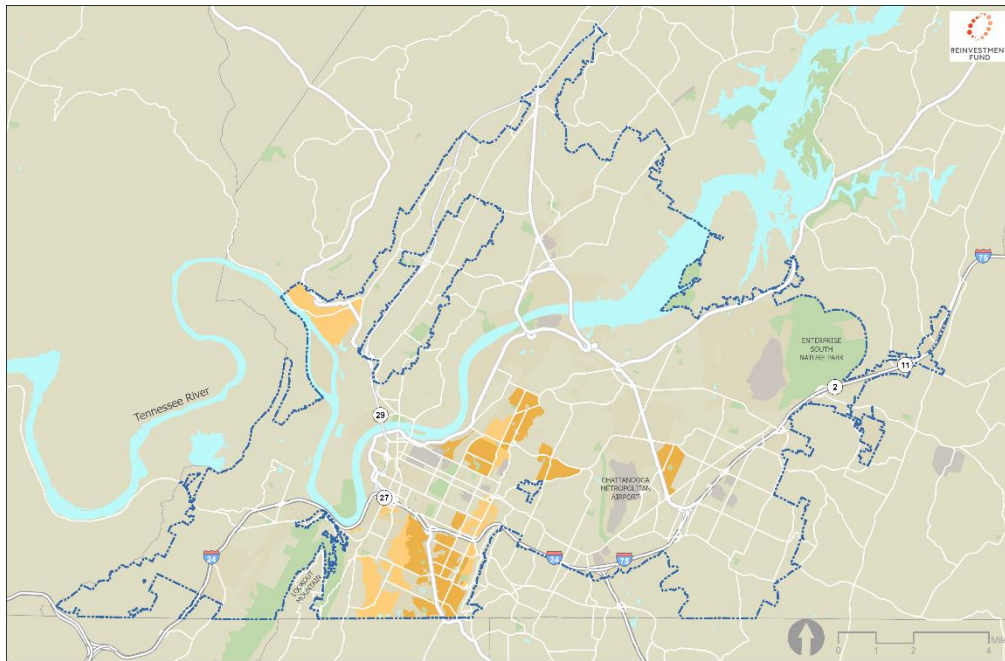 REINVESTMENT
FUND
75
ENTERPRISE
SOUTH
NATURE PARK
11
2
Tennessee River
29
CHATTANOOGA
METROPOLITAN
AIRPORT
27
24
24
75
LOOKOUT
MOUNTAIN
Mile
0 1 2 4